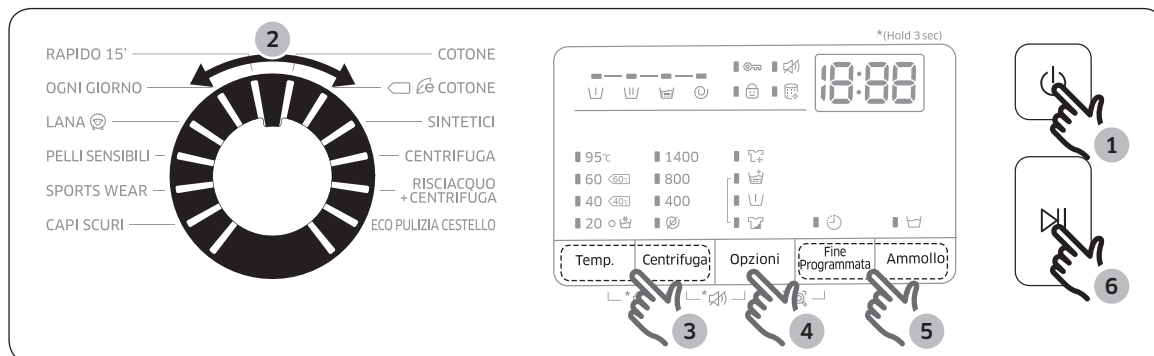 *(Hold 3 sec)
2
RAPIDO 15'
OGNI GIORNO
LANA
PELLI SENSIBILI
SPORTS WEAR
CAPI SCURI
COTONE
COTONE
SINTETICI
CENTRIFUGA
RISCIACQUO
+CENTRIFUGA
ECO PULIZIA CESTELLO
18:88
95℃ 1400
60 60℃ 800
40 40℃ 400
20
Temp. Centrifuga Opzioni Fine Programmata Ammollo
* *
3 4 5
1
6